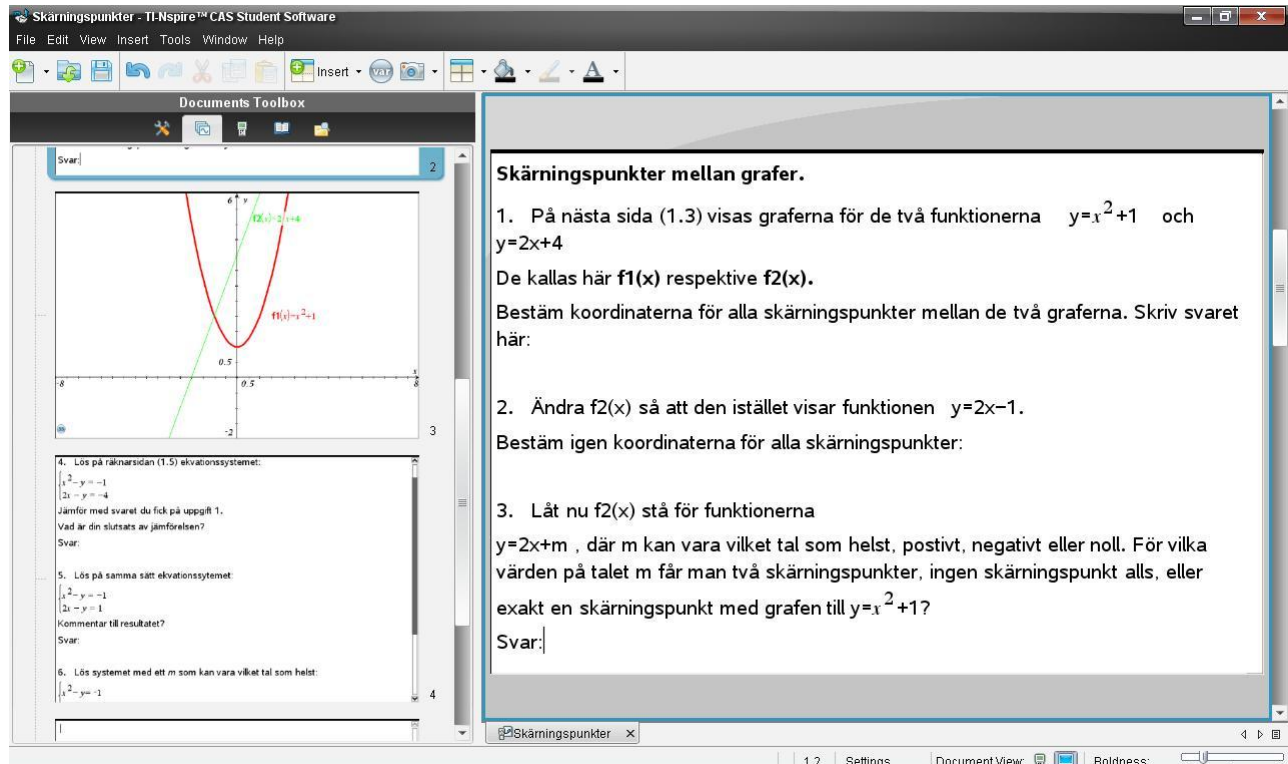 Skärningspunkter - TI-Nspire™ CAS Student Software
File Edit View Insert Tools Window Help
Insert var A
Documents Toolbox
Svar:
2
6 y
f2(x)=2·x+4
f1(x)=x²+1
0.5
x
-8 0.5 8
-2
3
4. Lös på räknarsidan (1.5) ekvationssystemet:
x²−y = −1
2x − y = −4
Jämför med svaret du fick på uppgift 1.
Vad är din slutsats av jämförelsen?
Svar:
5. Lös på samma sätt ekvationssytemet:
x²−y = −1
2x − y = 1
Kommentar till resultatet?
Svar:
6. Lös systemet med ett m som kan vara vilket tal som helst:
x²−y= -1
4
Skärningspunkter mellan grafer.
1. På nästa sida (1.3) visas graferna för de två funktionerna y=x²+1 och
y=2x+4
De kallas här f1(x) respektive f2(x).
Bestäm koordinaterna för alla skärningspunkter mellan de två graferna. Skriv svaret
här:
2. Ändra f2(x) så att den istället visar funktionen y=2x−1.
Bestäm igen koordinaterna för alla skärningspunkter:
3. Låt nu f2(x) stå för funktionerna
y=2x+m , där m kan vara vilket tal som helst, postivt, negativt eller noll. För vilka
värden på talet m får man två skärningspunkter, ingen skärningspunkt alls, eller
exakt en skärningspunkt med grafen till y=x²+1?
Svar:
Skärningspunkter
1.2 Settings Document View: Boldness: